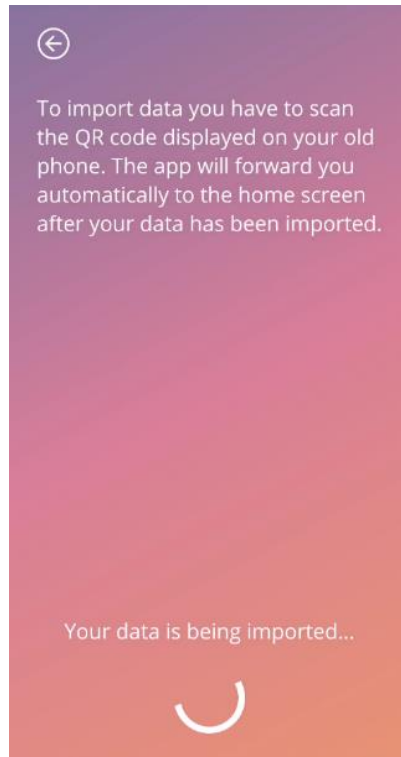 To import data you have to scan
the QR code displayed on your old
phone. The app will forward you
automatically to the home screen
after your data has been imported.
Your data is being imported...